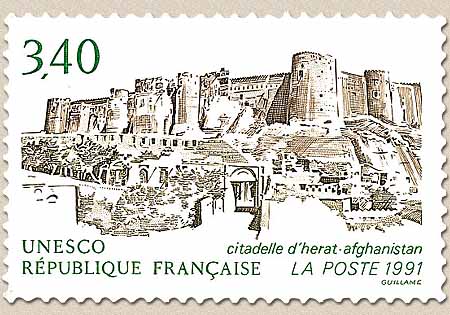 3,40
UNESCO citadelle d'herat-afghanistan
RÉPUBLIQUE FRANÇAISE LA POSTE 1991
GUILLAME